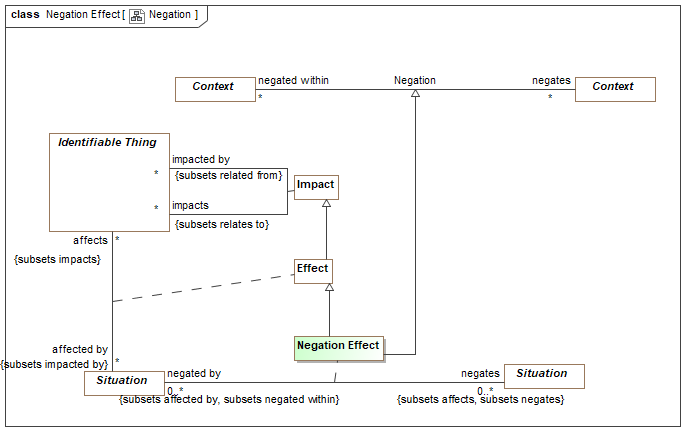 class Negation Effect [ Negation ]
Context
negated within
*
Negation
negates
*
Context
Identifiable Thing
*
impacted by
{subsets related from}
Impact
*
impacts
{subsets relates to}
affects
*
{subsets impacts}
Effect
Negation Effect
affected by
{subsets impacted by}
*
Situation
negated by
0..*
{subsets affected by, subsets negated within}
negates
0..*
{subsets affects, subsets negates}
Situation